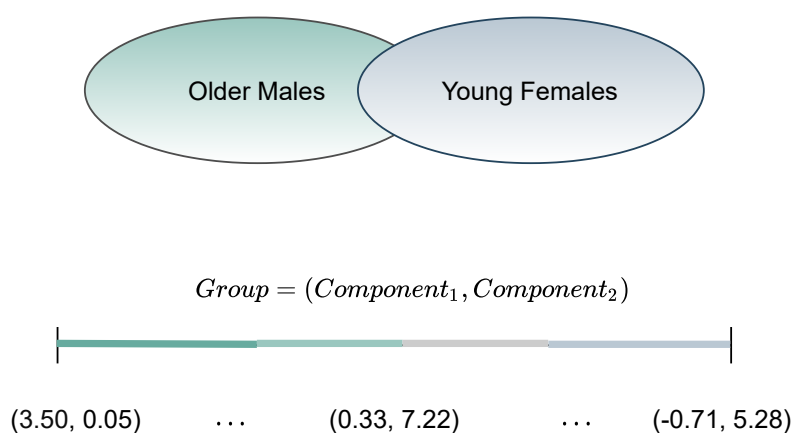 Older Males Young Females
Group = (Component₁, Component₂)
(3.50, 0.05) ... (0.33, 7.22) ... (-0.71, 5.28)